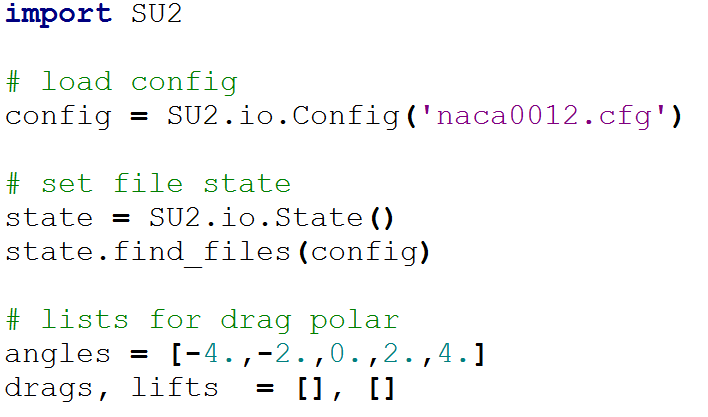 import SU2
# load config
config = SU2.io.Config('naca0012.cfg')
# set file state
state = SU2.io.State()
state.find_files(config)
# lists for drag polar
angles = [-4.,-2.,0.,2.,4.]
drags, lifts  = [], []